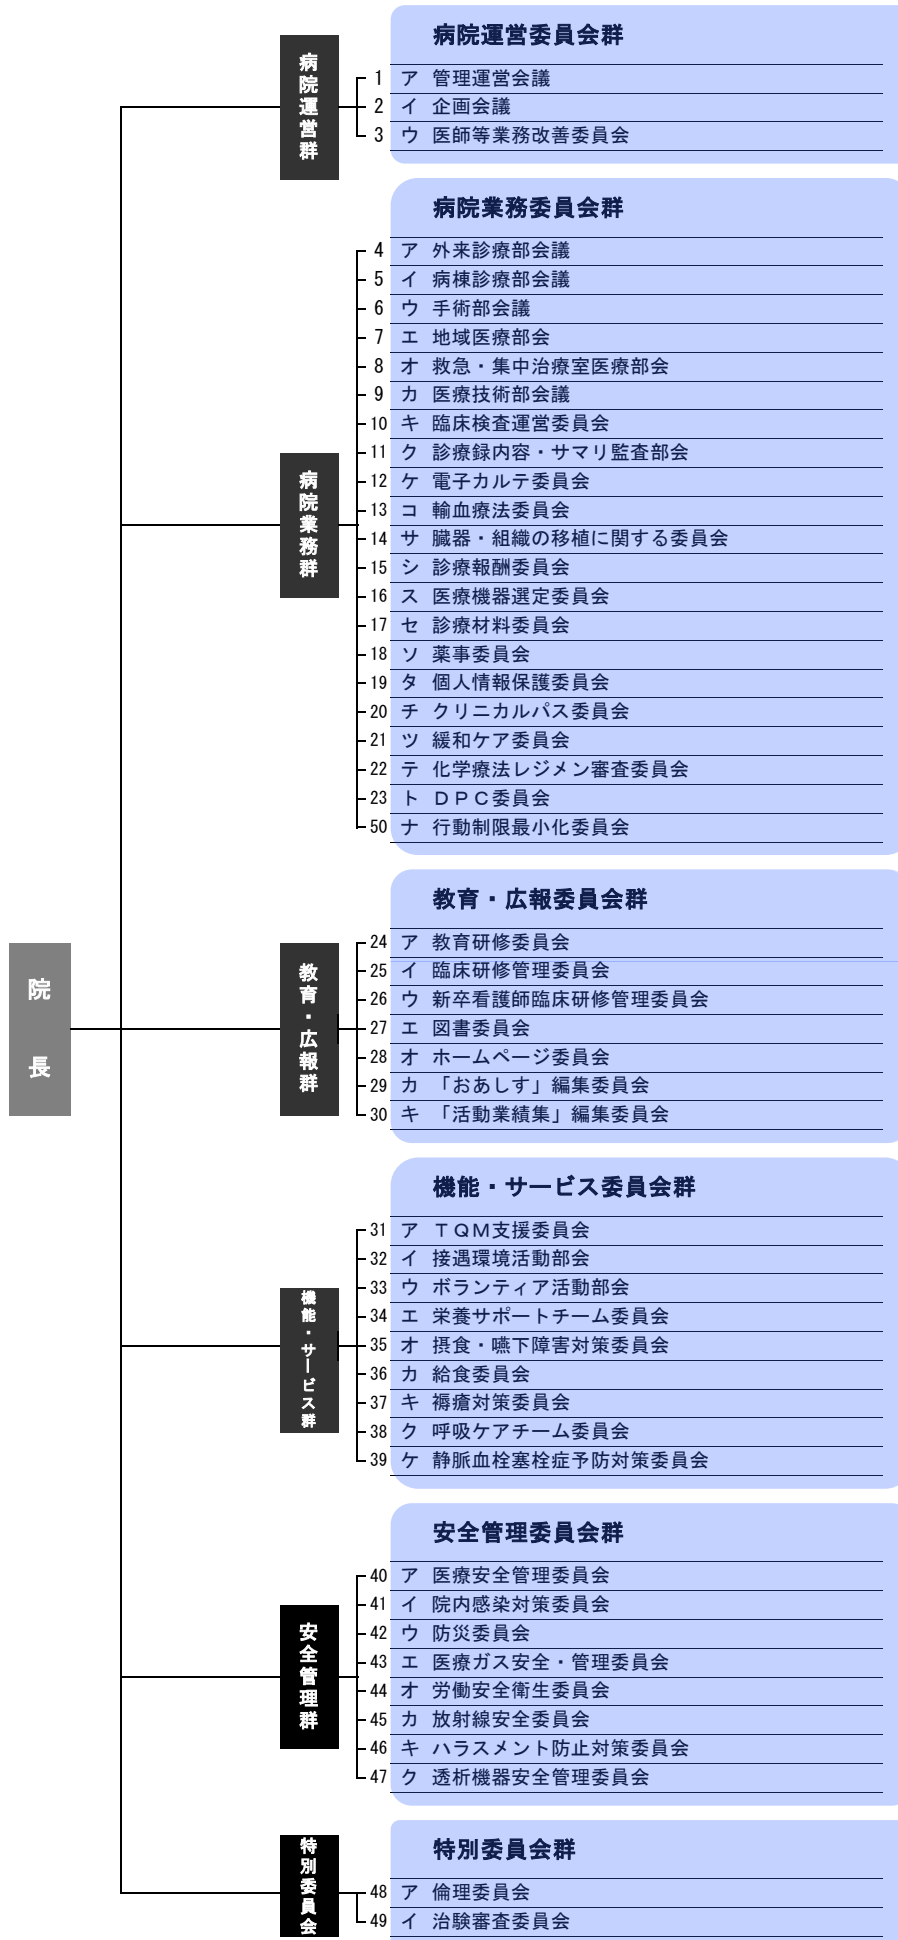 院長
病院運営群
病院運営委員会群
1 ア 管理運営会議
2 イ 企画会議
3 ウ 医師等業務改善委員会
病院業務群
病院業務委員会群
4 ア 外来診療部会議
5 イ 病棟診療部会議
6 ウ 手術部会議
7 エ 地域医療部会
8 オ 救急・集中治療室医療部会
9 カ 医療技術部会議
10 キ 臨床検査運営委員会
11 ク 診療録内容・サマリ監査部会
12 ケ 電子カルテ委員会
13 コ 輸血療法委員会
14 サ 臓器・組織の移植に関する委員会
15 シ 診療報酬委員会
16 ス 医療機器選定委員会
17 セ 診療材料委員会
18 ソ 薬事委員会
19 タ 個人情報保護委員会
20 チ クリニカルパス委員会
21 ツ 緩和ケア委員会
22 テ 化学療法レジメン審査委員会
23 ト ＤＰＣ委員会
50 ナ 行動制限最小化委員会
教育・広報群
教育・広報委員会群
24 ア 教育研修委員会
25 イ 臨床研修管理委員会
26 ウ 新卒看護師臨床研修管理委員会
27 エ 図書委員会
28 オ ホームページ委員会
29 カ 「おあしす」編集委員会
30 キ 「活動業績集」編集委員会
機能・サービス群
機能・サービス委員会群
31 ア ＴＱＭ支援委員会
32 イ 接遇環境活動部会
33 ウ ボランティア活動部会
34 エ 栄養サポートチーム委員会
35 オ 摂食・嚥下障害対策委員会
36 カ 給食委員会
37 キ 褥瘡対策委員会
38 ク 呼吸ケアチーム委員会
39 ケ 静脈血栓塞栓症予防対策委員会
安全管理群
安全管理委員会群
40 ア 医療安全管理委員会
41 イ 院内感染対策委員会
42 ウ 防災委員会
43 エ 医療ガス安全・管理委員会
44 オ 労働安全衛生委員会
45 カ 放射線安全委員会
46 キ ハラスメント防止対策委員会
47 ク 透析機器安全管理委員会
特別委員会
特別委員会群
48 ア 倫理委員会
49 イ 治験審査委員会